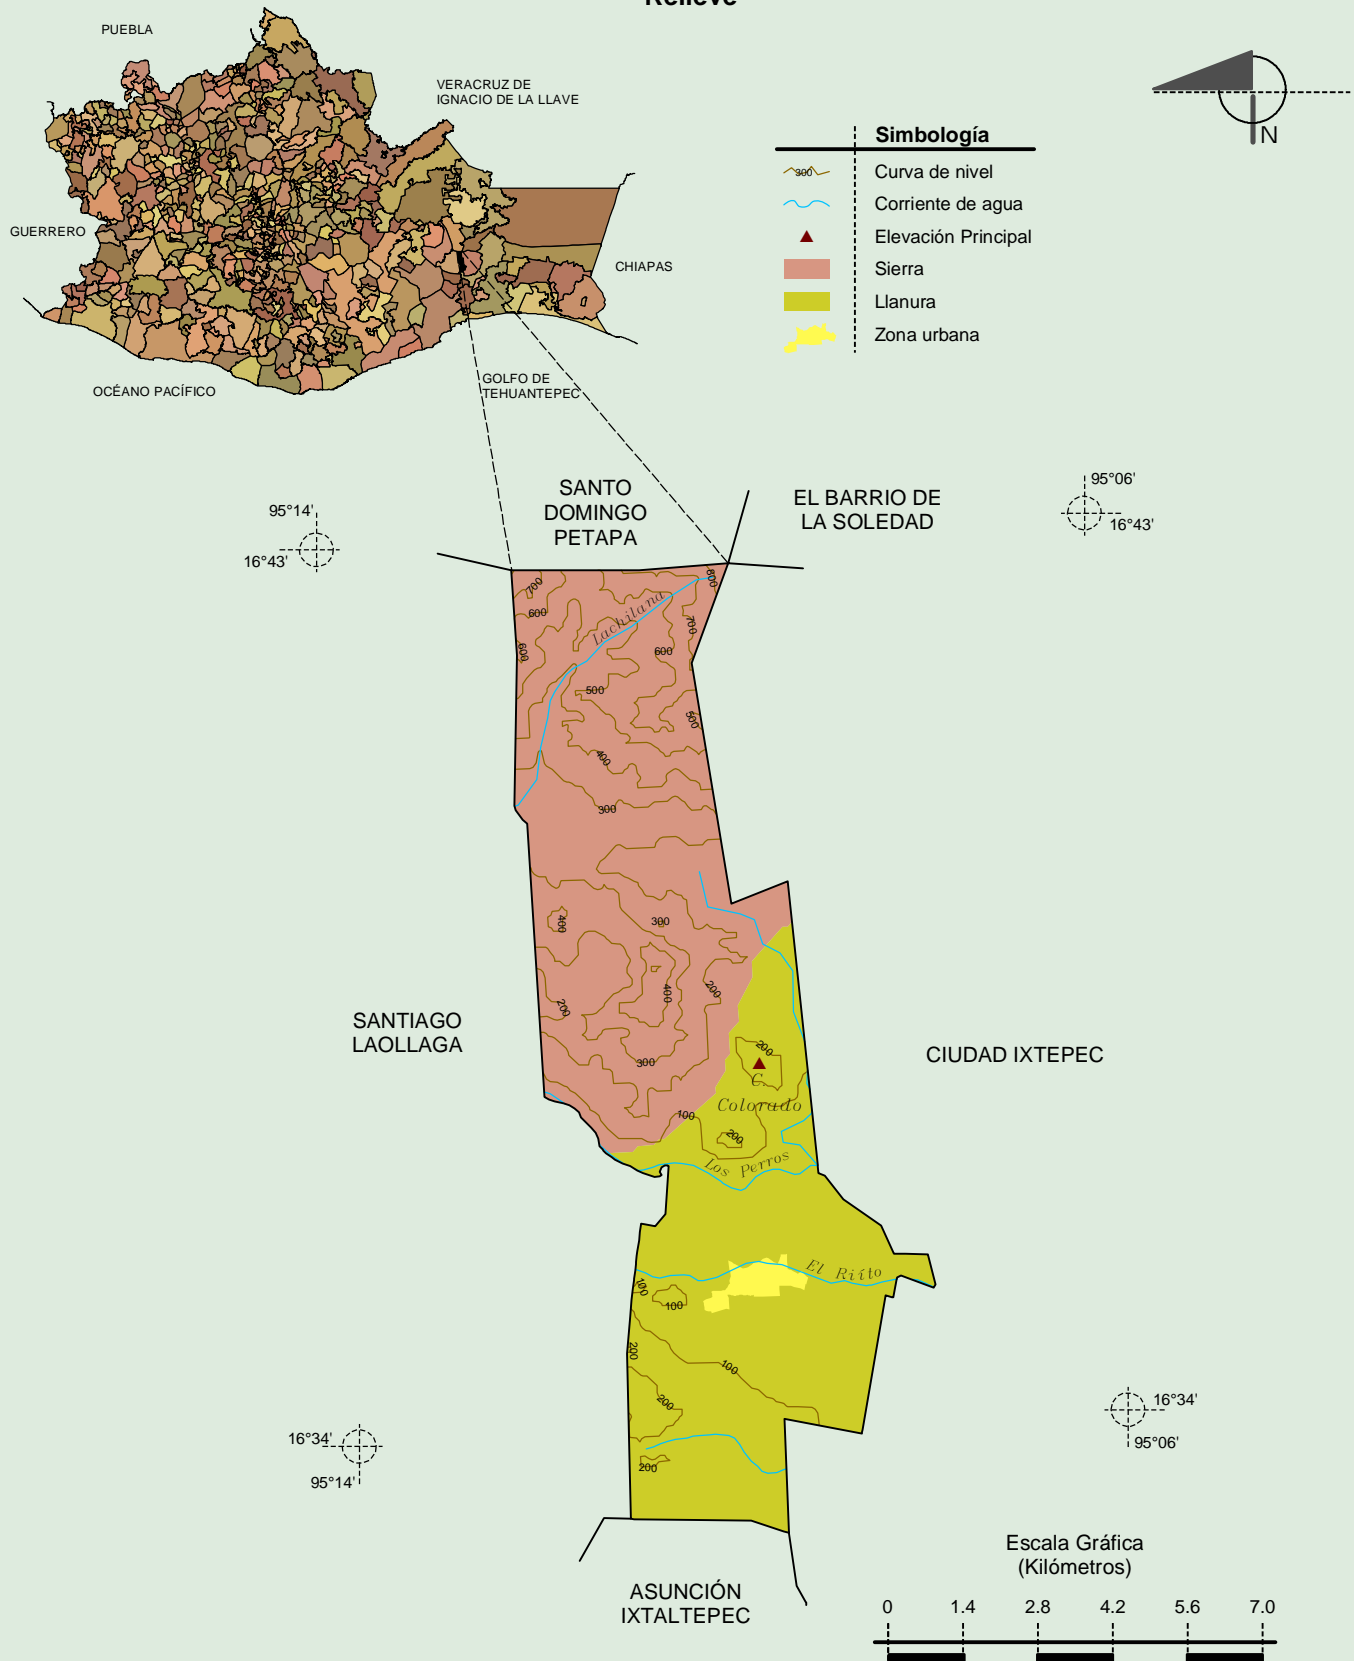 Relieve
PUEBLA
VERACRUZ DE
IGNACIO DE LA LLAVE
GUERRERO
CHIAPAS
OCÉANO PACÍFICO
GOLFO DE
TEHUANTEPEC
N
Simbología
300
Curva de nivel
Corriente de agua
Elevación Principal
Sierra
Llanura
Zona urbana
95°14'
16°43'
SANTO
DOMINGO
PETAPA
EL BARRIO DE
LA SOLEDAD
95°06'
16°43'
700
800
600
Lachilana
700
600
600
500
500
400
300
400
300
200
400
200
SANTIAGO
LAOLLAGA
CIUDAD IXTEPEC
200
300
C.
Colorado
100
200
Los Perros
El Riíto
100
100
200
100
200
200
16°34'
95°14'
16°34'
95°06'
ASUNCIÓN
IXTALTEPEC
Escala Gráfica
(Kilómetros)
0 1.4 2.8 4.2 5.6 7.0